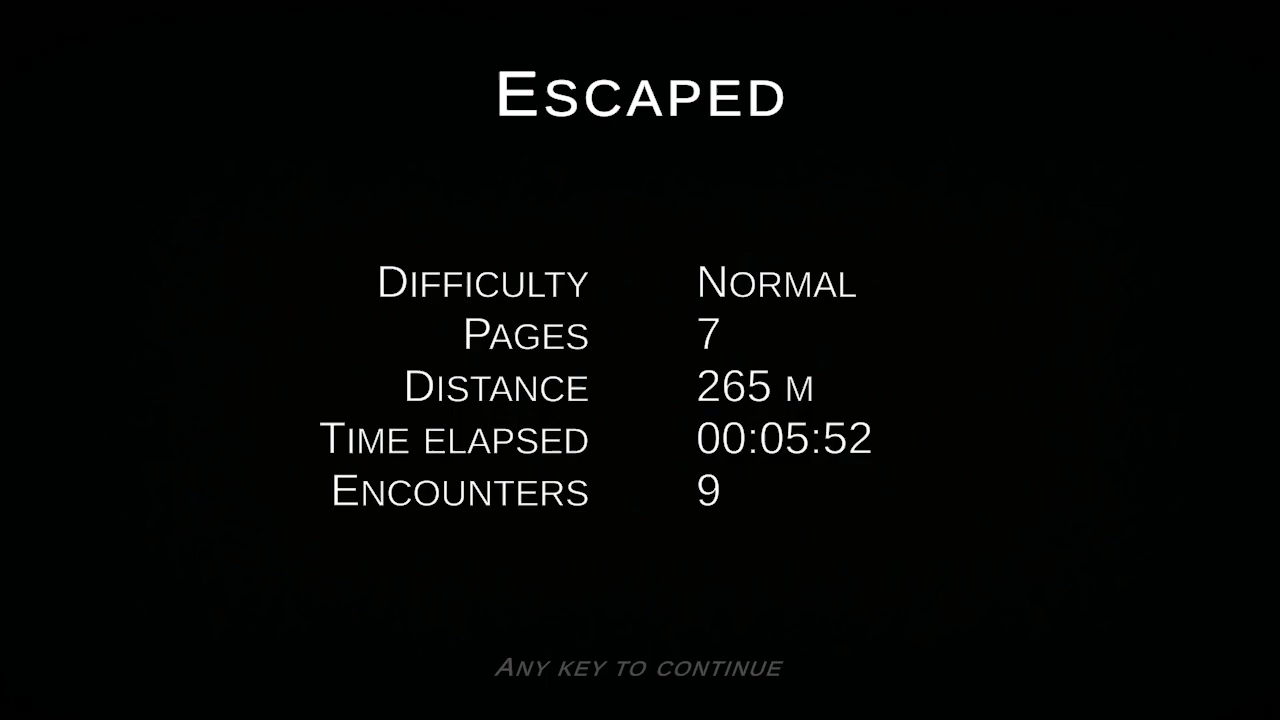 Escaped
Difficulty Normal
Pages 7
Distance 265 m
Time elapsed 00:05:52
Encounters 9
Any key to continue